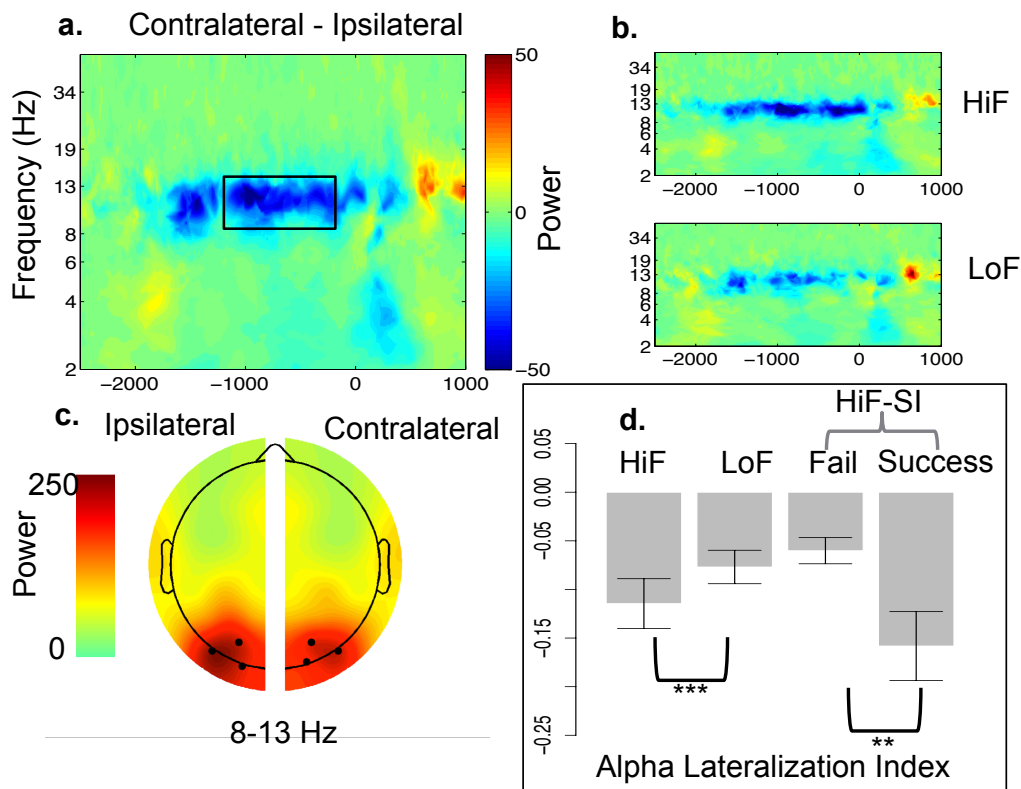 a. Contralateral - Ipsilateral
Frequency (Hz)
34
19
13
8
6
4
2
−2000 −1000 0 1000
50
0
−50
Power
b.
34
19
13
8
6
4
2
−2000 −1000 0 1000
HiF
34
19
13
8
6
4
2
−2000 −1000 0 1000
LoF
c.
Ipsilateral Contralateral
250
0
Power
8-13 Hz
d.
HiF-SI
HiF LoF Fail Success
0.05
0.00
−0.05
−0.15
−0.25
***
**
Alpha Lateralization Index